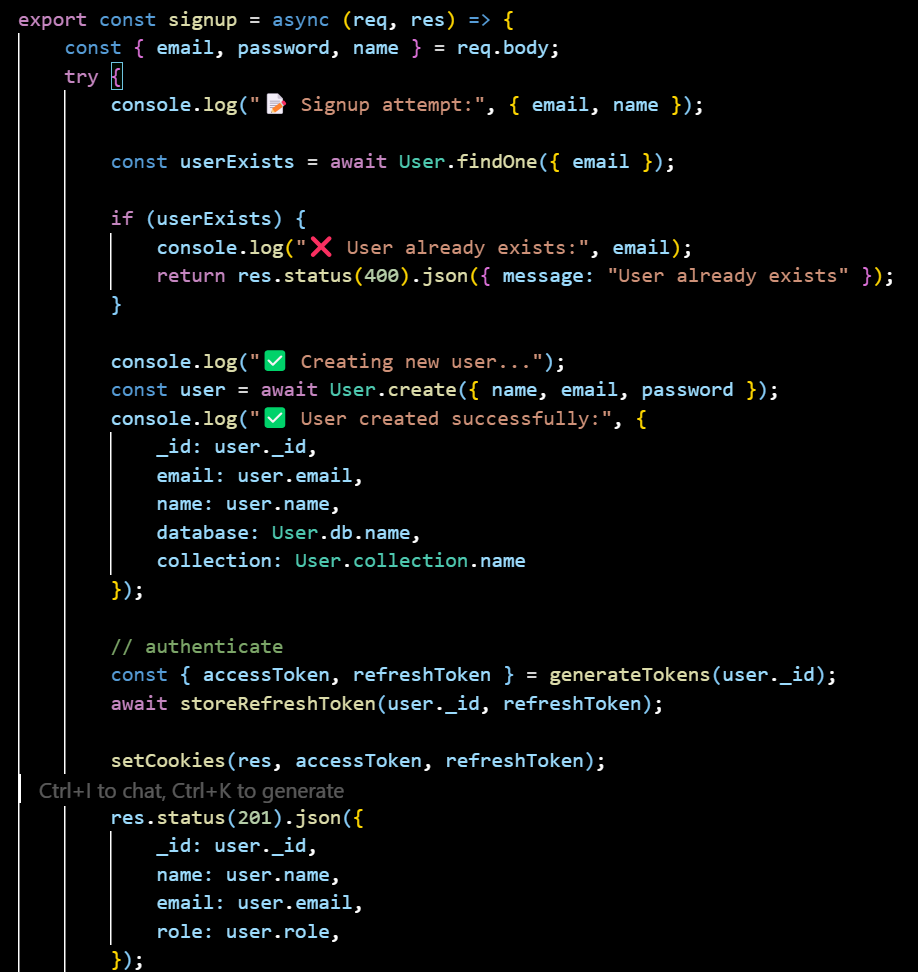 export const signup = async (req, res) => {
    const { email, password, name } = req.body;
    try {
        console.log("📝 Signup attempt:", { email, name });

        const userExists = await User.findOne({ email });

        if (userExists) {
            console.log("❌ User already exists:", email);
            return res.status(400).json({ message: "User already exists" });
        }

        console.log("✅ Creating new user...");
        const user = await User.create({ name, email, password });
        console.log("✅ User created successfully:", {
            _id: user._id,
            email: user.email,
            name: user.name,
            database: User.db.name,
            collection: User.collection.name
        });

        // authenticate
        const { accessToken, refreshToken } = generateTokens(user._id);
        await storeRefreshToken(user._id, refreshToken);

        setCookies(res, accessToken, refreshToken);
Ctrl+I to chat, Ctrl+K to generate
        res.status(201).json({
            _id: user._id,
            name: user.name,
            email: user.email,
            role: user.role,
        });